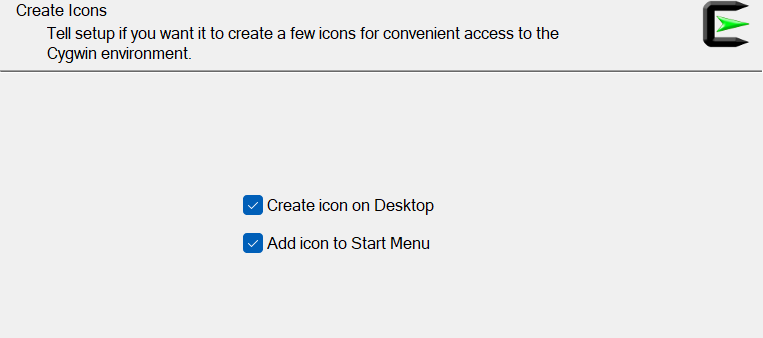 Create Icons
Tell setup if you want it to create a few icons for convenient access to the
Cygwin environment.
Create icon on Desktop
Add icon to Start Menu